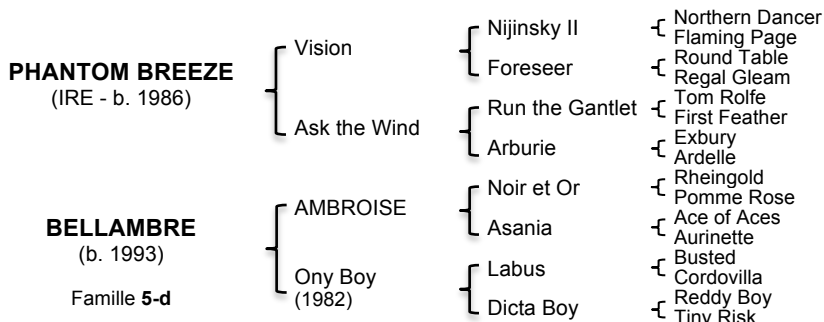 PHANTOM BREEZE
(IRE - b. 1986)
Vision
Ask the Wind
Nijinsky II
Foreseer
Run the Gantlet
Arburie
Northern Dancer
Flaming Page
Round Table
Regal Gleam
Tom Rolfe
First Feather
Exbury
Ardelle
BELLAMBRE
(b. 1993)
Famille 5-d
AMBROISE
Ony Boy
(1982)
Noir et Or
Asania
Labus
Dicta Boy
Rheingold
Pomme Rose
Ace of Aces
Aurinette
Busted
Cordovilla
Reddy Boy
Tiny Risk